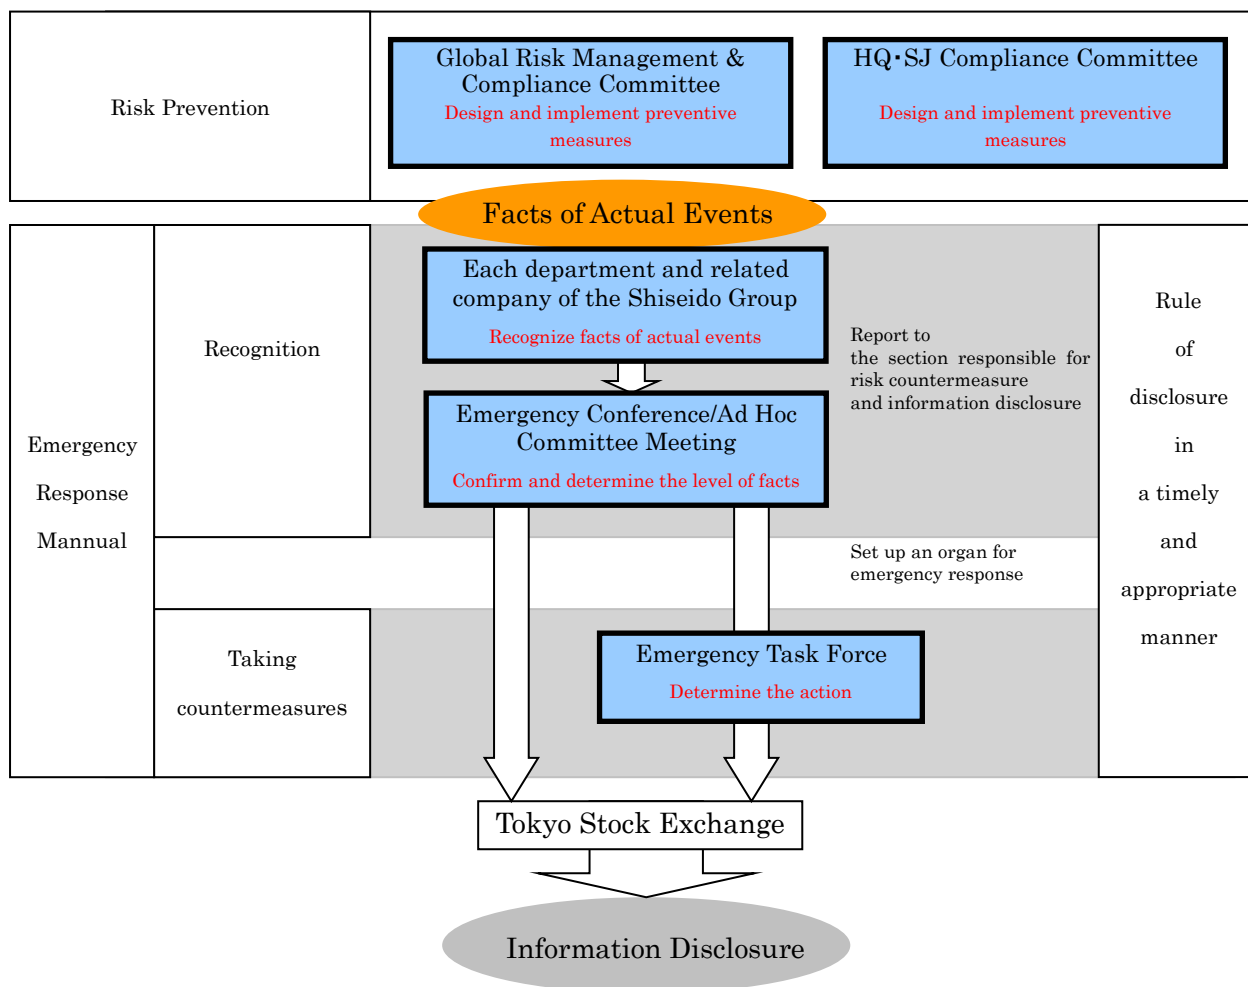 Risk Prevention
Global Risk Management &
Compliance Committee
Design and implement preventive
measures
HQ・SJ Compliance Committee
Design and implement preventive
measures
Facts of Actual Events
Emergency
Response
Mannual
Recognition
Each department and related
company of the Shiseido Group
Recognize facts of actual events
Report to
the section responsible for
risk countermeasure
and information disclosure
Emergency Conference/Ad Hoc
Committee Meeting
Confirm and determine the level of facts
Set up an organ for
emergency response
Taking
countermeasures
Emergency Task Force
Determine the action
Rule
of
disclosure
in
a timely
and
appropriate
manner
Tokyo Stock Exchange
Information Disclosure